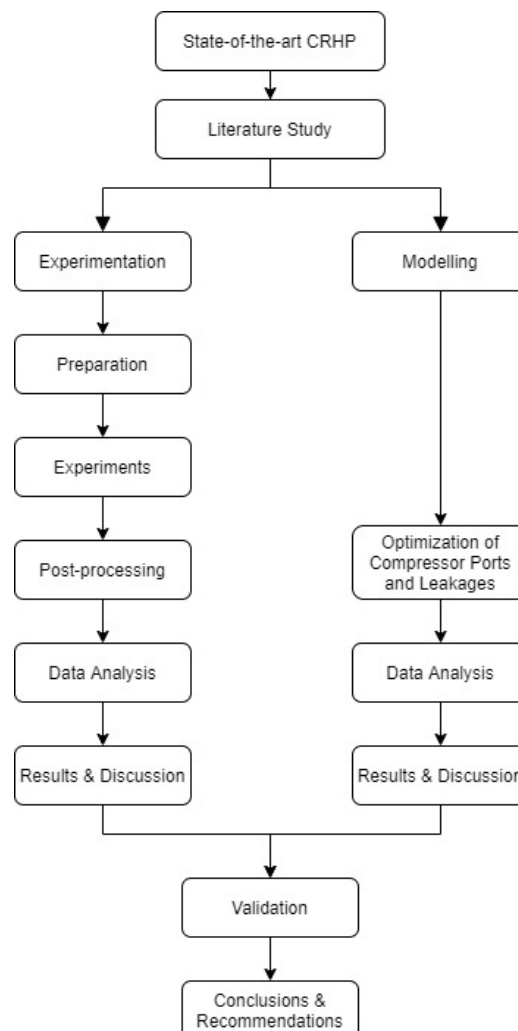 State-of-the-art CRHP
Literature Study
Experimentation
Preparation
Experiments
Post-processing
Data Analysis
Results & Discussion
Modelling
Optimization of
Compressor Ports
and Leakages
Data Analysis
Results & Discussion
Validation
Conclusions &
Recommendations